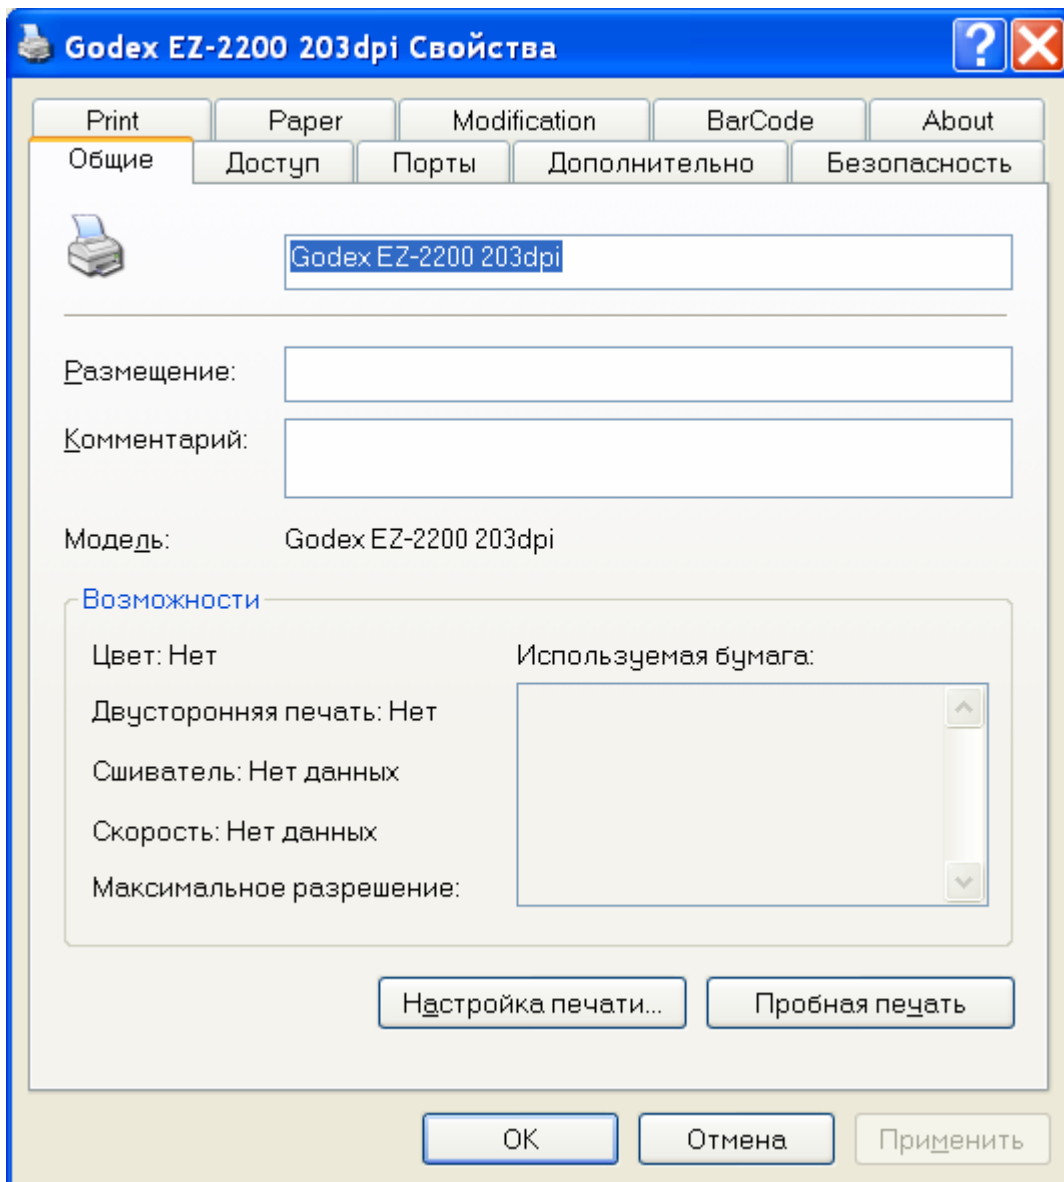 Godex EZ-2200 203dpi Свойства
Print Paper Modification BarCode About
Общие Доступ Порты Дополнительно Безопасность
Godex EZ-2200 203dpi
Размещение:
Комментарий:
Модель: Godex EZ-2200 203dpi
Возможности
Цвет: Нет Используемая бумага:
Двусторонняя печать: Нет
Сшиватель: Нет данных
Скорость: Нет данных
Максимальное разрешение:
Настройка печати... Пробная печать
OK Отмена Применить